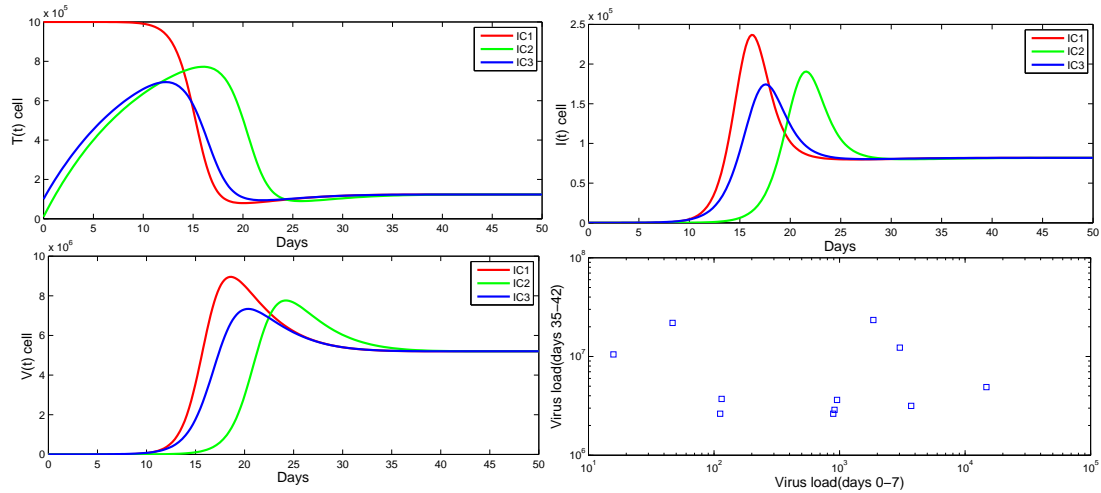 x 10^5
10
8
6
4
2
0
T(t) cell
0 5 10 15 20 25 30 35 40 45 50
Days
IC1
IC2
IC3
x 10^5
2.5
2
1.5
1
0.5
0
I(t) cell
0 5 10 15 20 25 30 35 40 45 50
Days
IC1
IC2
IC3
x 10^6
10
8
6
4
2
0
V(t) cell
0 5 10 15 20 25 30 35 40 45 50
Days
IC1
IC2
IC3
10^8
10^7
10^6
Virus load(days 35−42)
10^1 10^2 10^3 10^4 10^5
Virus load(days 0−7)